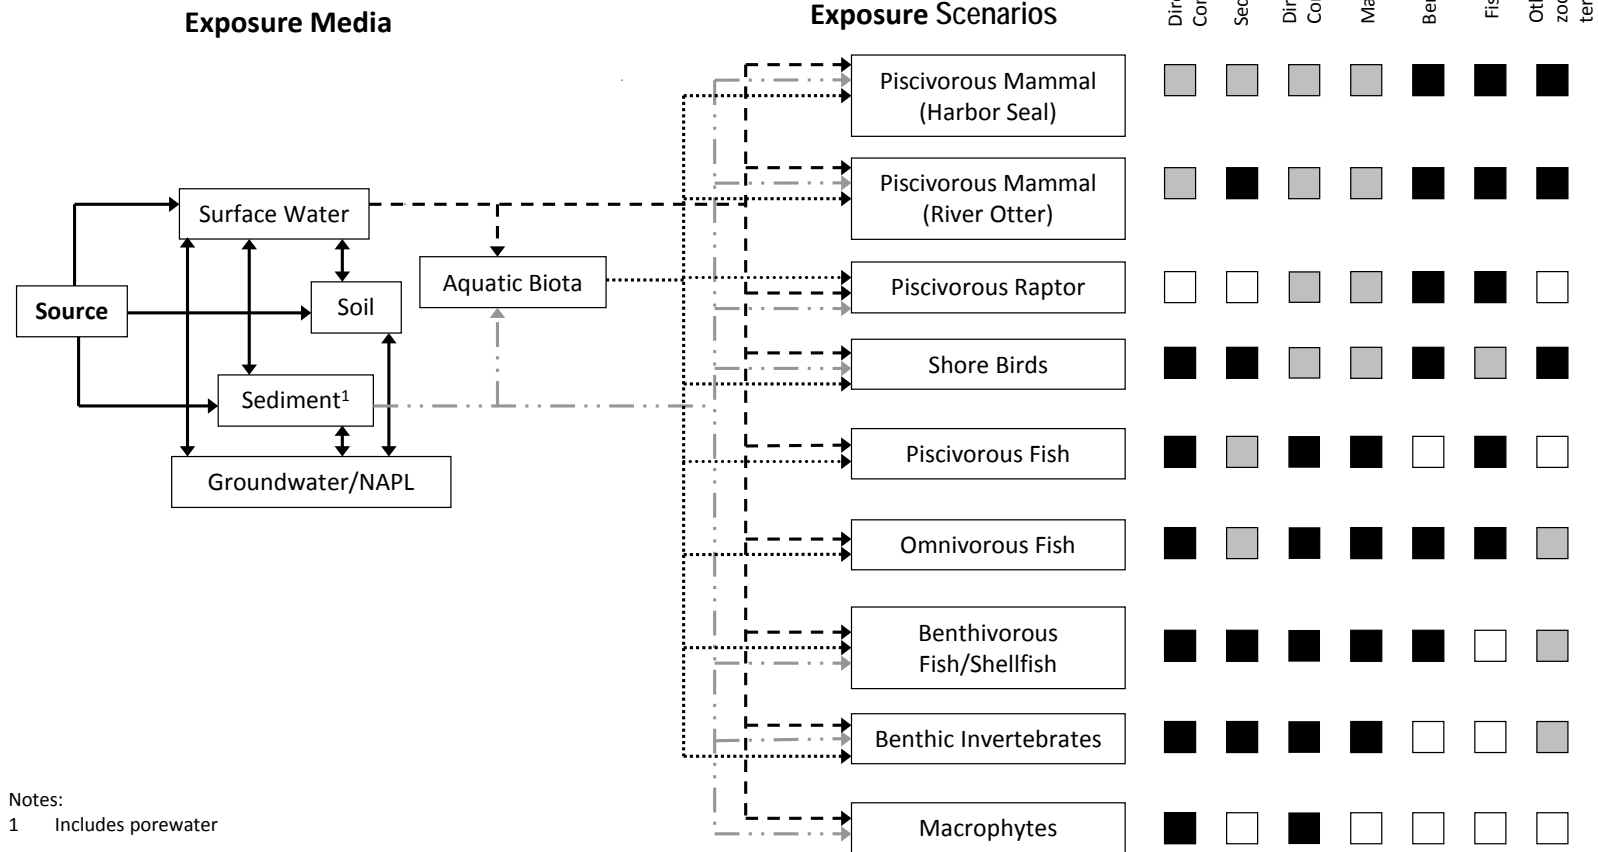 Exposure Media
Exposure Scenarios
Piscivorous Mammal
(Harbor Seal)
Piscivorous Mammal
(River Otter)
Surface Water
Aquatic Biota
Piscivorous Raptor
Source
Soil
Shore Birds
Sediment1
Piscivorous Fish
Groundwater/NAPL
Omnivorous Fish
Benthivorous
Fish/Shellfish
Benthic Invertebrates
Notes:
1 Includes porewater
Macrophytes